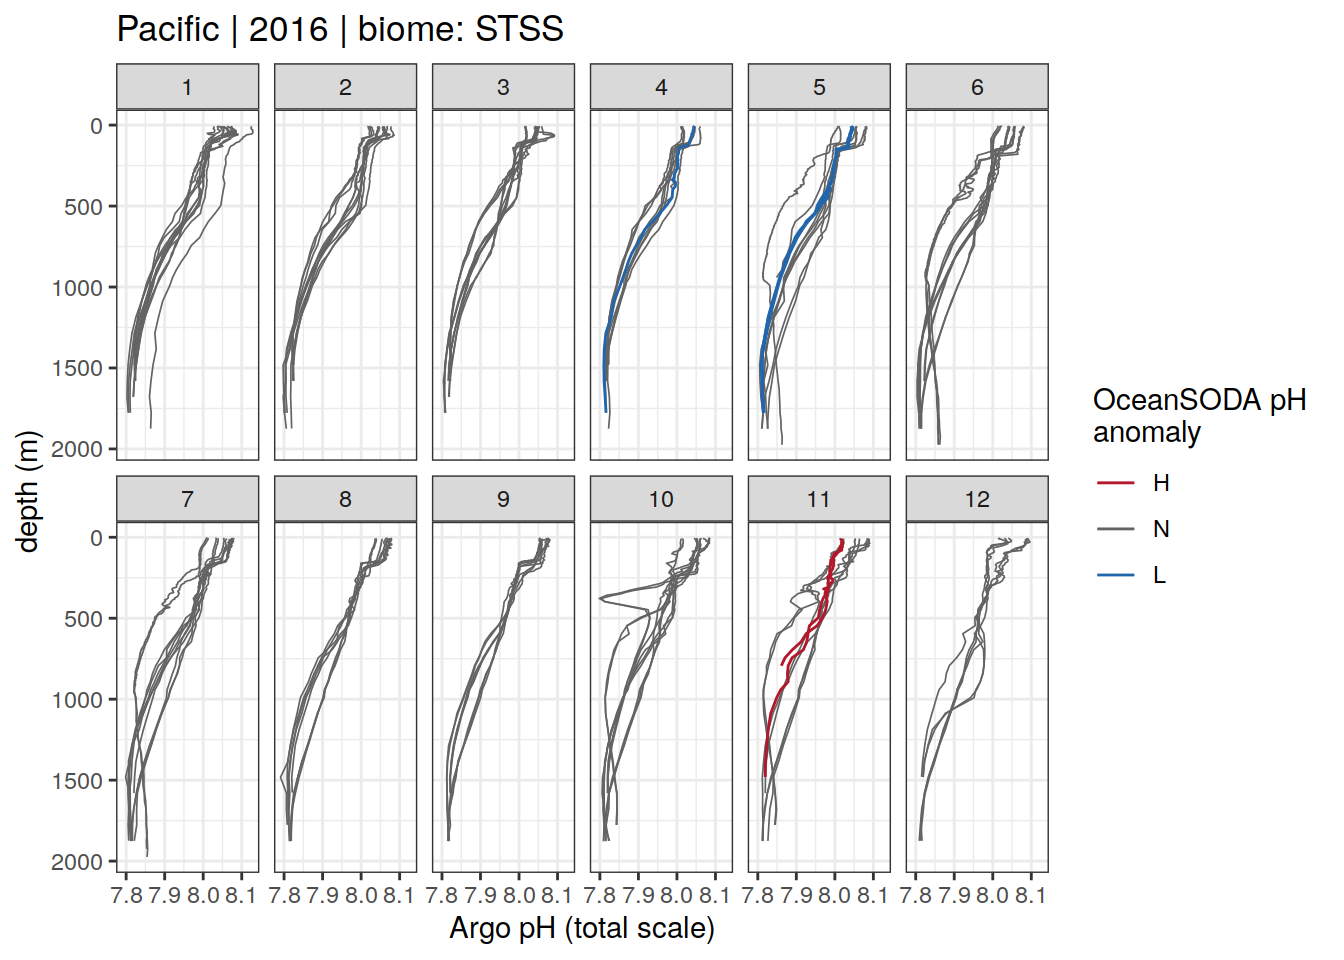 Pacific | 2016 | biome: STSS
1 2 3 4 5 6
0
500
1000
1500
2000
7 8 9 10 11 12
0
500
1000
1500
2000
7.8 7.9 8.0 8.1 7.8 7.9 8.0 8.1 7.8 7.9 8.0 8.1 7.8 7.9 8.0 8.1 7.8 7.9 8.0 8.1 7.8 7.9 8.0 8.1
Argo pH (total scale)
depth (m)
OceanSODA pH
anomaly
H
N
L